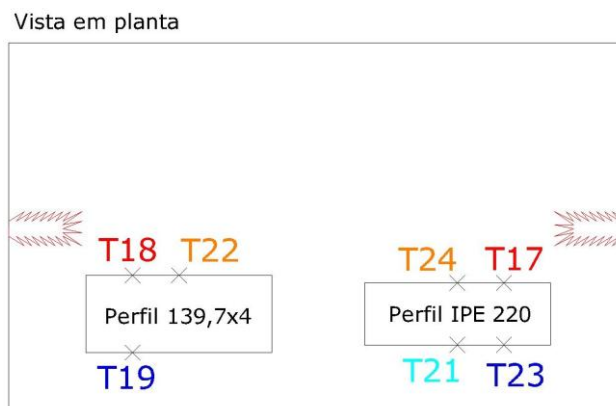 Vista em planta
T18 T22
T24 T17
Perfil 139,7x4
Perfil IPE 220
T19
T21 T23